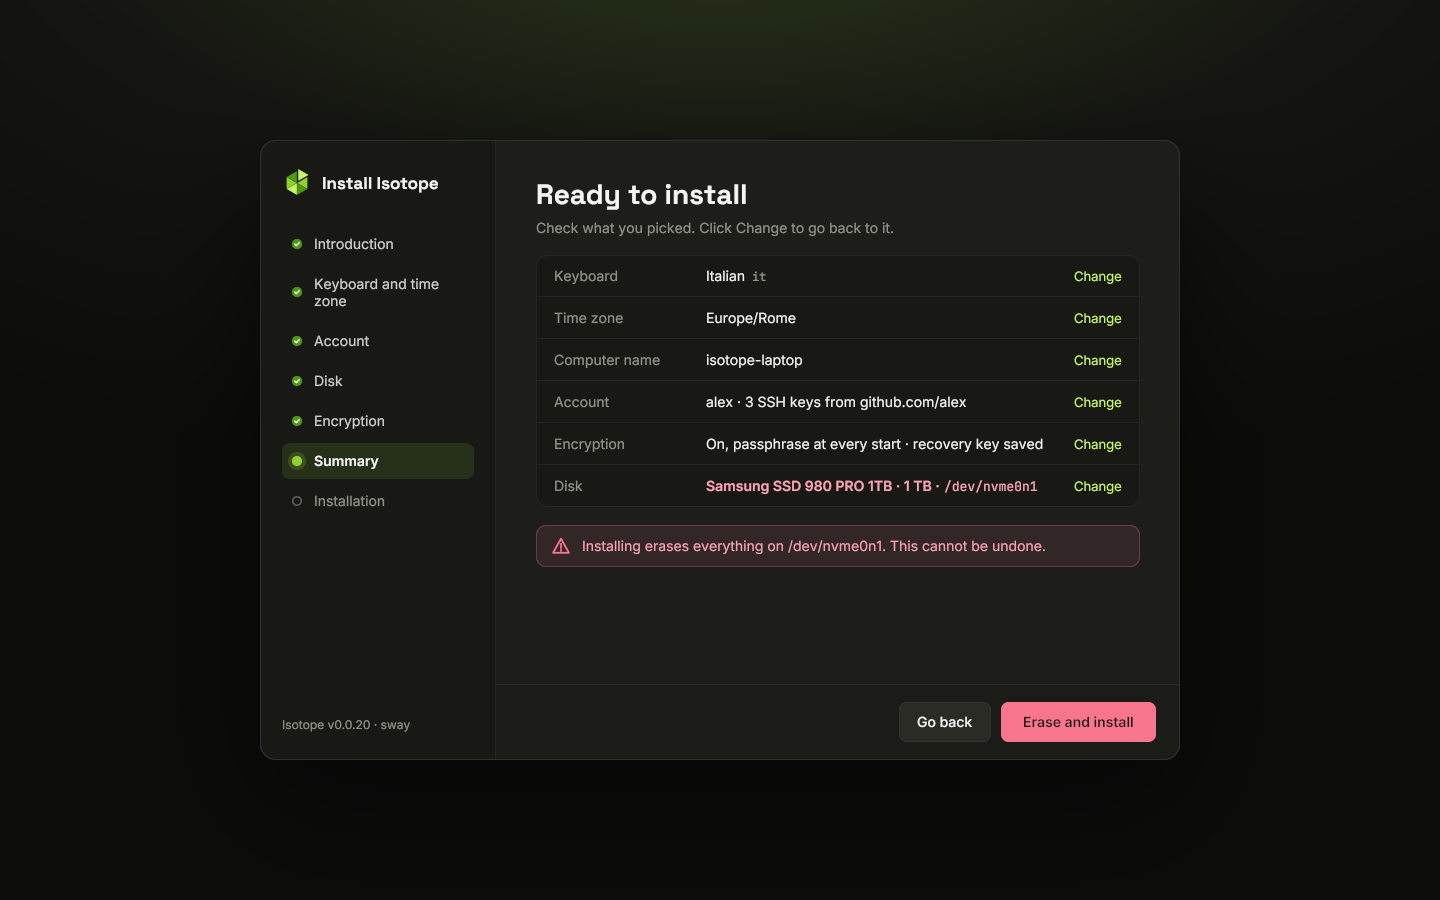 Install Isotope
Introduction
Keyboard and time
zone
Account
Disk
Encryption
Summary
Installation
Isotope v0.0.20 · sway
Ready to install
Check what you picked. Click Change to go back to it.
Keyboard Italian it Change
Time zone Europe/Rome Change
Computer name isotope-laptop Change
Account alex · 3 SSH keys from github.com/alex Change
Encryption On, passphrase at every start · recovery key saved Change
Disk Samsung SSD 980 PRO 1TB · 1 TB · /dev/nvme0n1 Change
Installing erases everything on /dev/nvme0n1. This cannot be undone.
Go back Erase and install